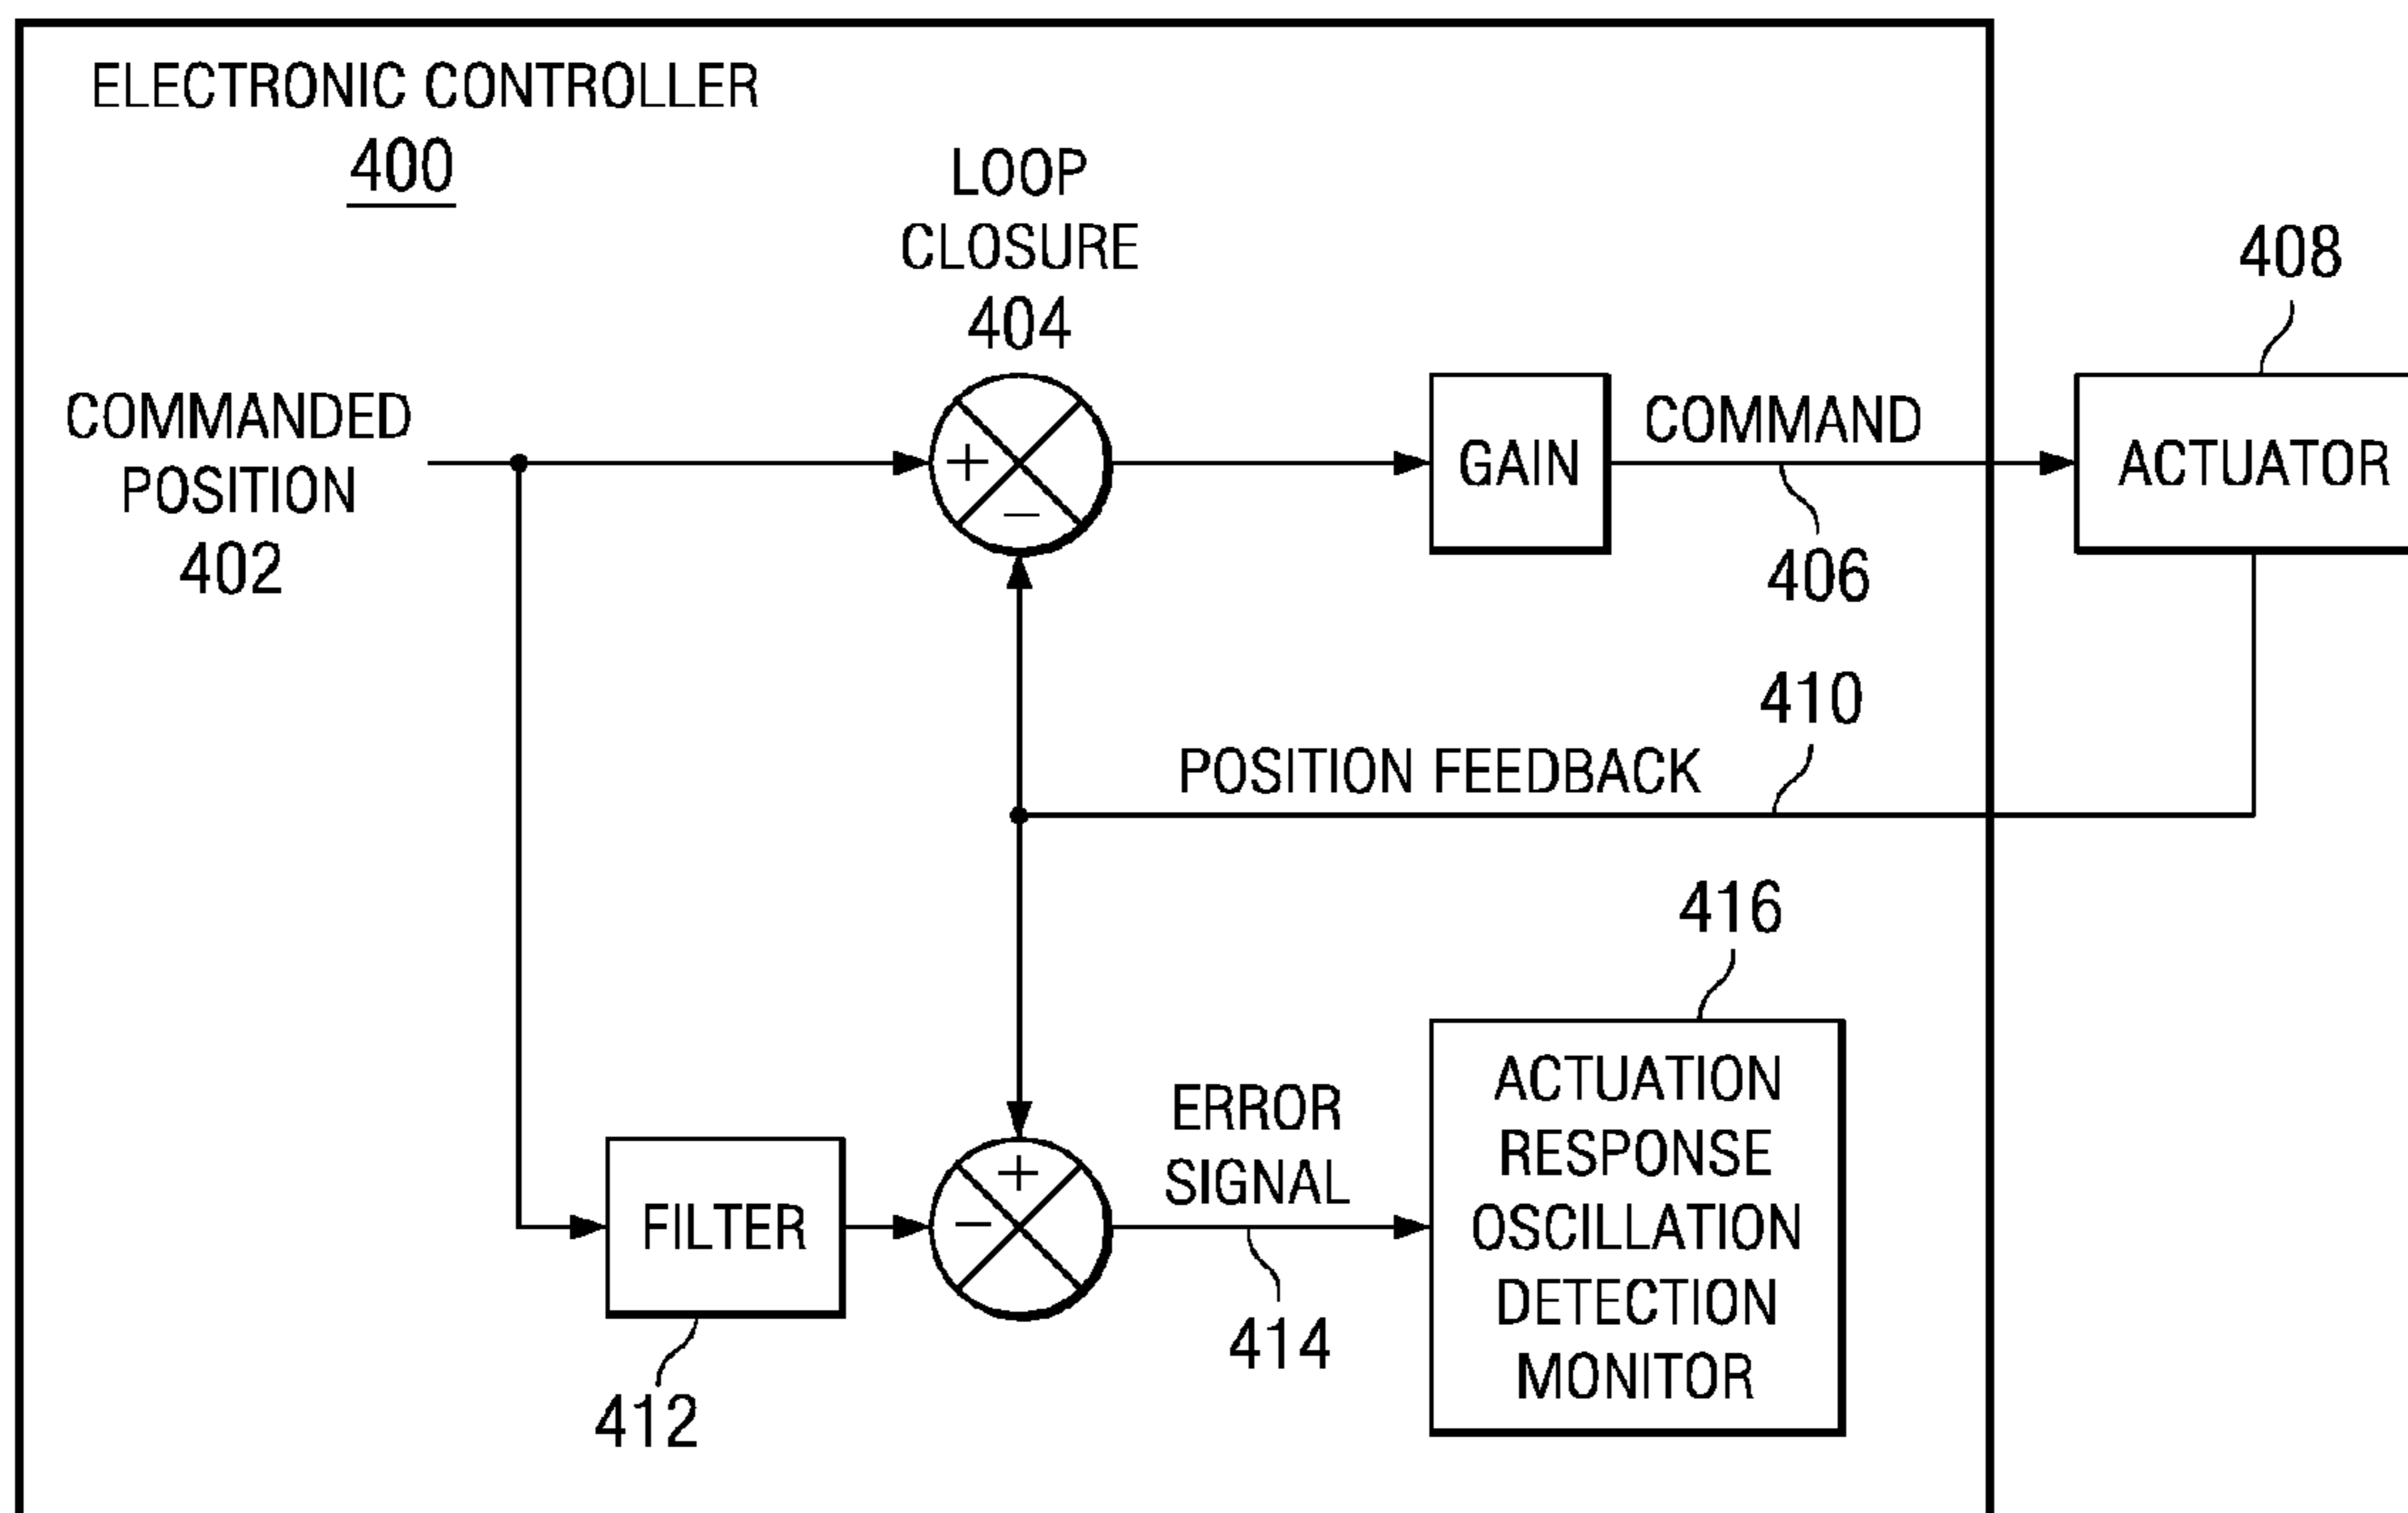 ELECTRONIC CONTROLLER
400
LOOP
CLOSURE
404
408
COMMANDED
POSITION
402
+
−
GAIN
COMMAND
406
ACTUATOR
410
POSITION FEEDBACK
416
ERROR
SIGNAL
414
FILTER
412
+
−
ACTUATION
RESPONSE
OSCILLATION
DETECTION
MONITOR